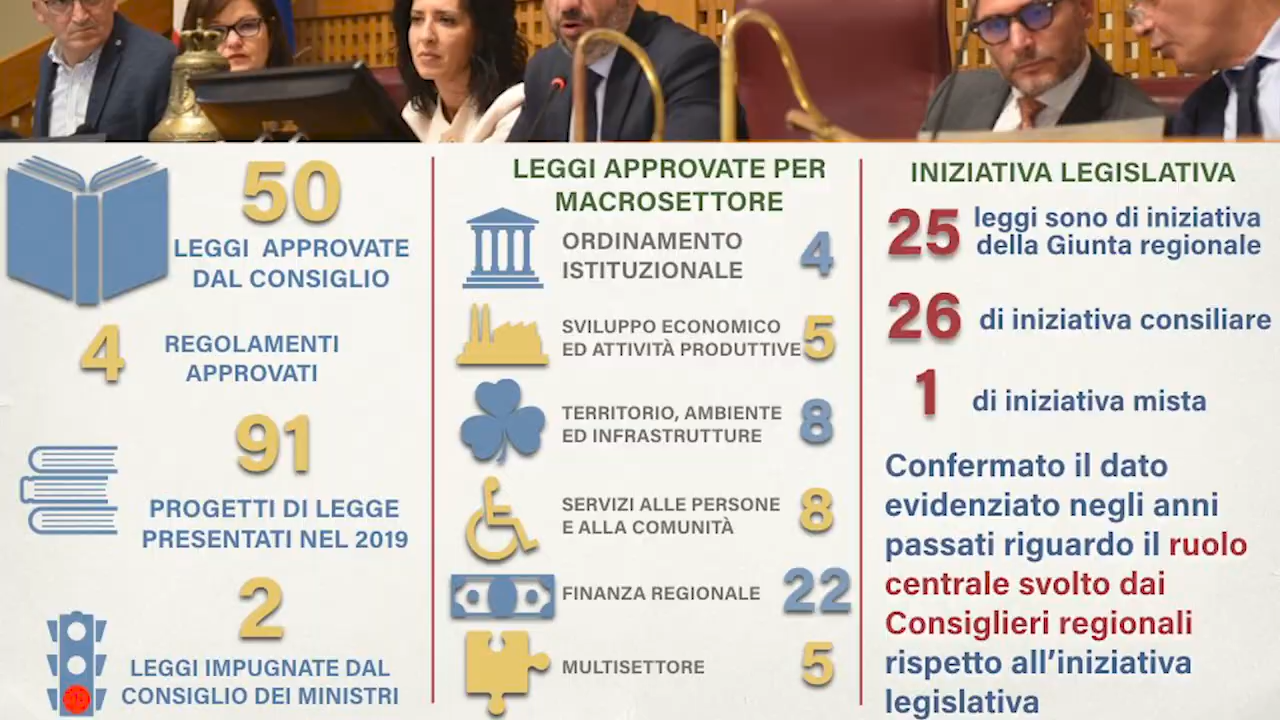 50
LEGGI APPROVATE
DAL CONSIGLIO
4
REGOLAMENTI
APPROVATI
91
PROGETTI DI LEGGE
PRESENTATI NEL 2019
2
LEGGI IMPUGNATE DAL
CONSIGLIO DEI MINISTRI
LEGGI APPROVATE PER
MACROSETTORE
ORDINAMENTO
ISTITUZIONALE
4
SVILUPPO ECONOMICO
ED ATTIVITÀ PRODUTTIVE
5
TERRITORIO, AMBIENTE
ED INFRASTRUTTURE
8
SERVIZI ALLE PERSONE
E ALLA COMUNITÀ
8
FINANZA REGIONALE
22
MULTISETTORE
5
INIZIATIVA LEGISLATIVA
25
leggi sono di iniziativa
della Giunta regionale
26
di iniziativa consiliare
1
di iniziativa mista
Confermato il dato
evidenziato negli anni
passati riguardo il ruolo
centrale svolto dai
Consiglieri regionali
rispetto all’iniziativa
legislativa